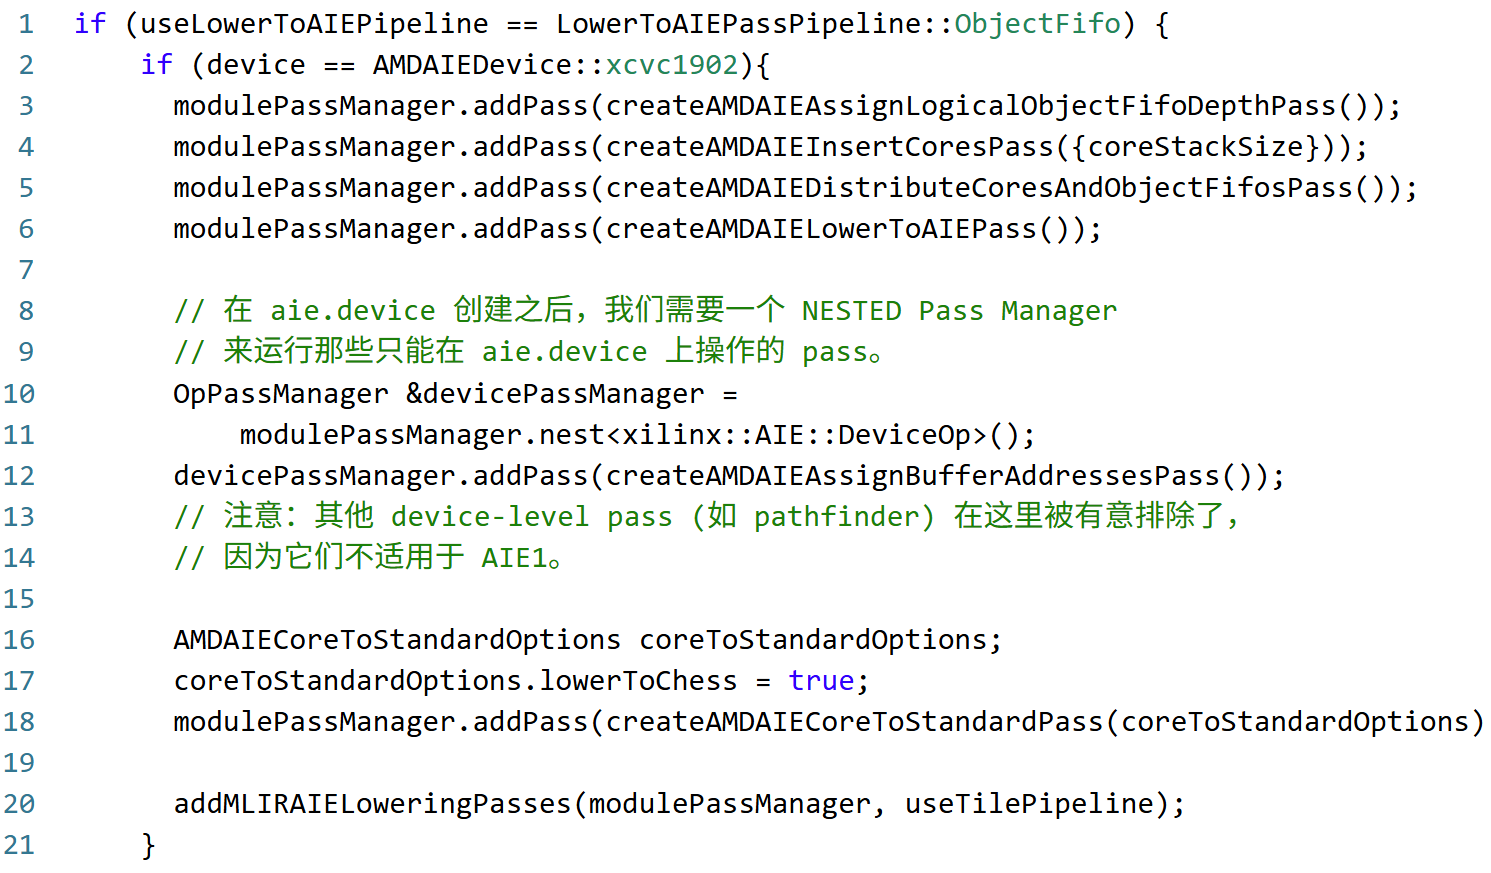 1 if (useLowerToAIEPipeline == LowerToAIEPassPipeline::ObjectFifo) {
2 if (device == AMDAIEDevice::xcvc1902){
3 modulePassManager.addPass(createAMDAIEAssignLogicalObjectFifoDepthPass());
4 modulePassManager.addPass(createAMDAIEInsertCoresPass({coreStackSize}));
5 modulePassManager.addPass(createAMDAIEDistributeCoresAndObjectFifosPass());
6 modulePassManager.addPass(createAMDAIELowerToAIEPass());
7
8 // 在 aie.device 创建之后，我们需要一个 NESTED Pass Manager
9 // 来运行那些只能在 aie.device 上操作的 pass。
10 OpPassManager &devicePassManager =
11 modulePassManager.nest<xilinx::AIE::DeviceOp>();
12 devicePassManager.addPass(createAMDAIEAssignBufferAddressesPass());
13 // 注意：其他 device-level pass (如 pathfinder) 在这里被有意排除了，
14 // 因为它们不适用于 AIE1。
15
16 AMDAIECoreToStandardOptions coreToStandardOptions;
17 coreToStandardOptions.lowerToChess = true;
18 modulePassManager.addPass(createAMDAIECoreToStandardPass(coreToStandardOptions)
19
20 addMLIRAIELoweringPasses(modulePassManager, useTilePipeline);
21 }